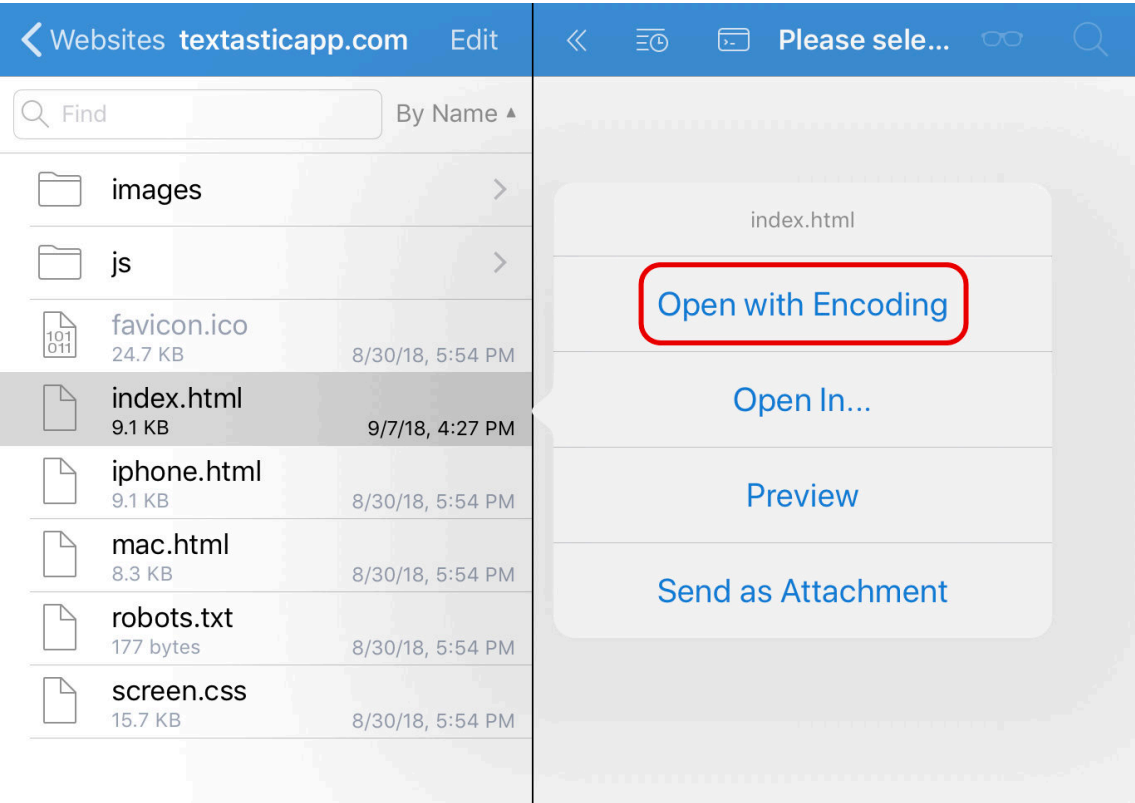 Websites textasticapp.com Edit
Find
By Name ▲
images
js
101
011
favicon.ico
24.7 KB 8/30/18, 5:54 PM
index.html
9.1 KB 9/7/18, 4:27 PM
iphone.html
9.1 KB 8/30/18, 5:54 PM
mac.html
8.3 KB 8/30/18, 5:54 PM
robots.txt
177 bytes 8/30/18, 5:54 PM
screen.css
15.7 KB 8/30/18, 5:54 PM
Please sele...
index.html
Open with Encoding
Open In...
Preview
Send as Attachment